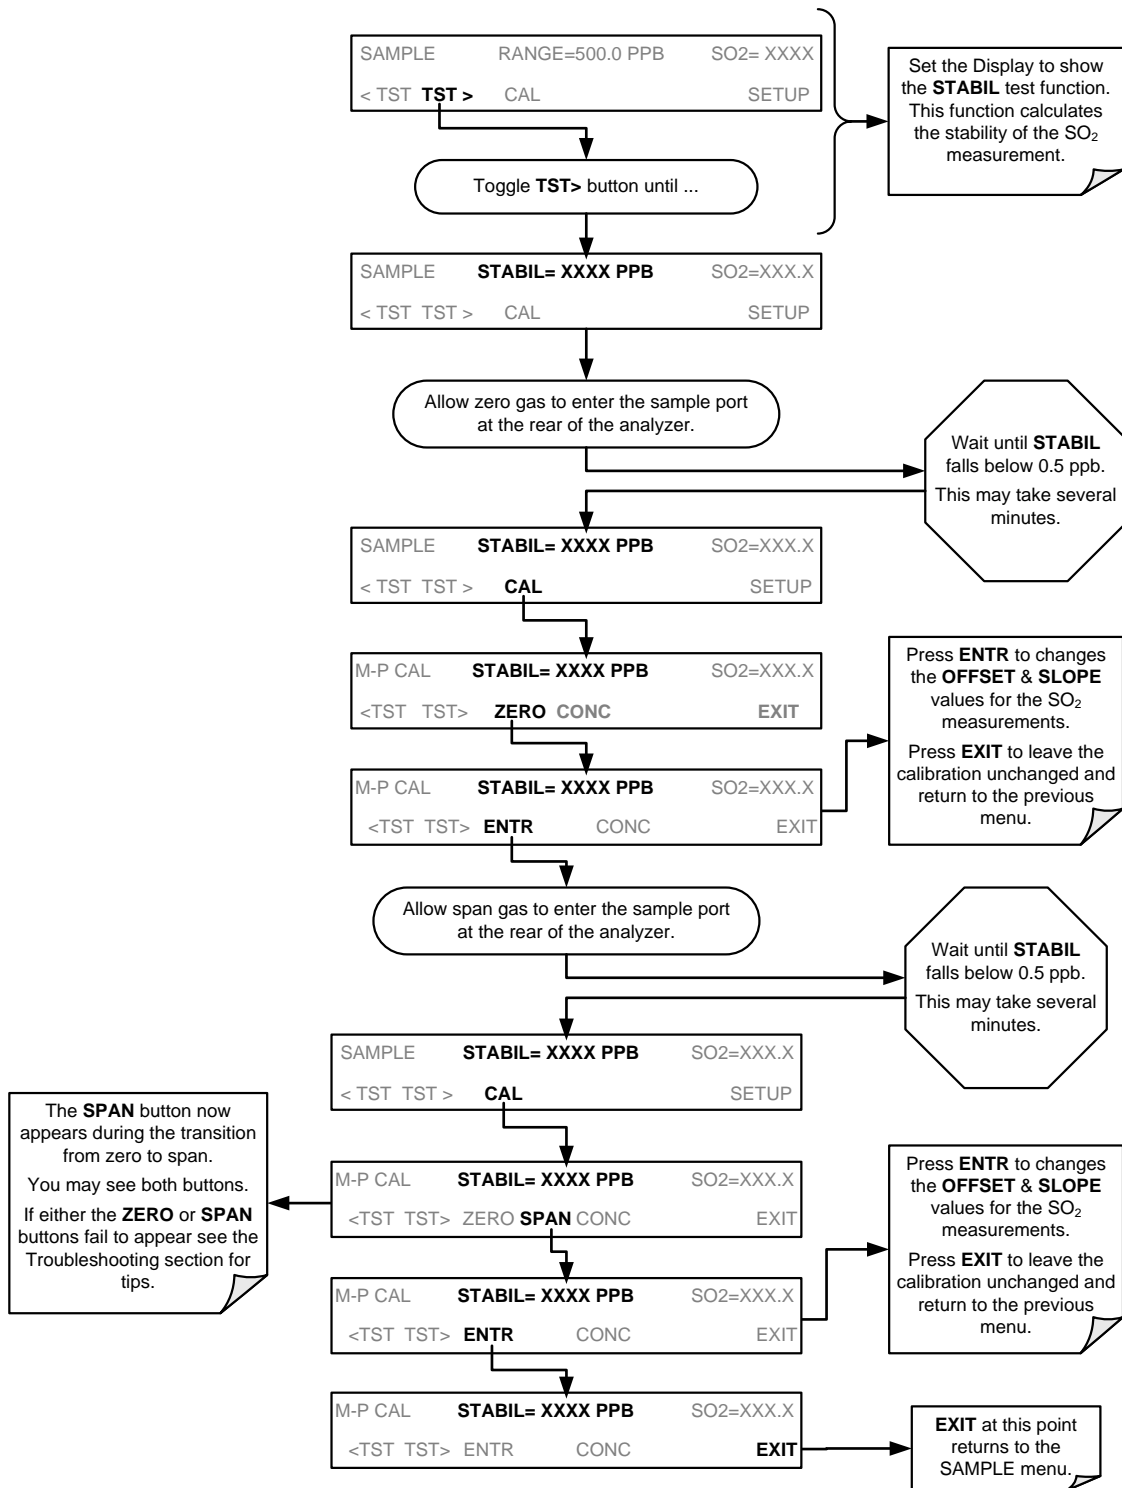 SAMPLE RANGE=500.0 PPB SO2= XXXX
< TST TST > CAL SETUP
Set the Display to show
the STABIL test function.
This function calculates
the stability of the SO2
measurement.
Toggle TST> button until ...
SAMPLE STABIL= XXXX PPB SO2=XXX.X
< TST TST > CAL SETUP
Allow zero gas to enter the sample port
at the rear of the analyzer.
Wait until STABIL
falls below 0.5 ppb.
This may take several
minutes.
SAMPLE STABIL= XXXX PPB SO2=XXX.X
< TST TST > CAL SETUP
M-P CAL STABIL= XXXX PPB SO2=XXX.X
<TST TST> ZERO CONC EXIT
M-P CAL STABIL= XXXX PPB SO2=XXX.X
<TST TST> ENTR CONC EXIT
Press ENTR to changes
the OFFSET & SLOPE
values for the SO2
measurements.
Press EXIT to leave the
calibration unchanged and
return to the previous
menu.
Allow span gas to enter the sample port
at the rear of the analyzer.
Wait until STABIL
falls below 0.5 ppb.
This may take several
minutes.
SAMPLE STABIL= XXXX PPB SO2=XXX.X
< TST TST > CAL SETUP
The SPAN button now
appears during the transition
from zero to span.
You may see both buttons.
If either the ZERO or SPAN
buttons fail to appear see the
Troubleshooting section for
tips.
M-P CAL STABIL= XXXX PPB SO2=XXX.X
<TST TST> ZERO SPAN CONC EXIT
M-P CAL STABIL= XXXX PPB SO2=XXX.X
<TST TST> ENTR CONC EXIT
Press ENTR to changes
the OFFSET & SLOPE
values for the SO2
measurements.
Press EXIT to leave the
calibration unchanged and
return to the previous
menu.
M-P CAL STABIL= XXXX PPB SO2=XXX.X
<TST TST> ENTR CONC EXIT
EXIT at this point
returns to the
SAMPLE menu.